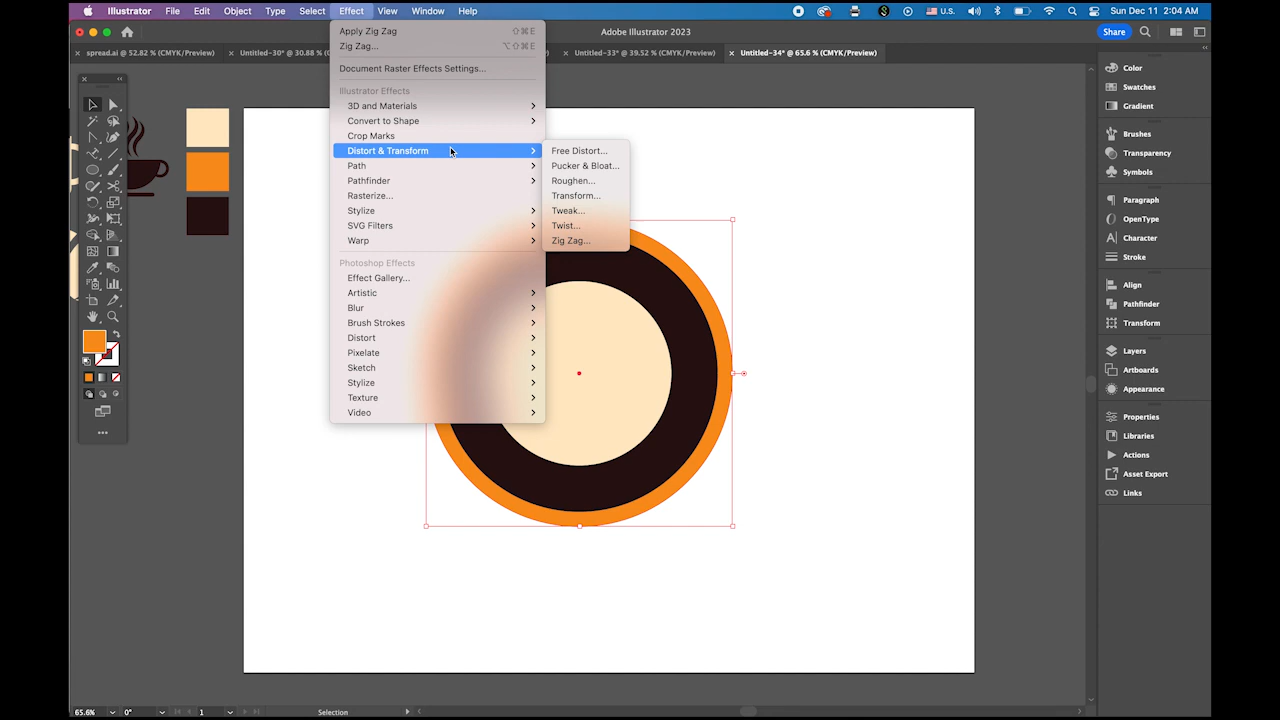 Illustrator File Edit Object Type Select Effect View Window Help U.S. Sun Dec 11 2:04 AM
Adobe Illustrator 2023 Share
× spread.ai @ 52.82 % (CMYK/Preview) × Untitled-30* @ 30.88 % × Untitled-33* @ 39.52 % (CMYK/Preview) × Untitled-34* @ 65.6 % (CMYK/Preview)
Apply Zig Zag ⇧⌘E
Zig Zag... ⌥⇧⌘E
Document Raster Effects Settings...
Illustrator Effects
3D and Materials
Convert to Shape
Crop Marks
Distort & Transform
Path
Pathfinder
Rasterize...
Stylize
SVG Filters
Warp
Photoshop Effects
Effect Gallery...
Artistic
Blur
Brush Strokes
Distort
Pixelate
Sketch
Stylize
Texture
Video
Free Distort...
Pucker & Bloat...
Roughen...
Transform...
Tweak...
Twist...
Zig Zag...
Color
Swatches
Gradient
Brushes
Transparency
Symbols
Paragraph
OpenType
Character
Stroke
Align
Pathfinder
Transform
Layers
Artboards
Appearance
Properties
Libraries
Actions
Asset Export
Links
65.6% 0° 1 Selection